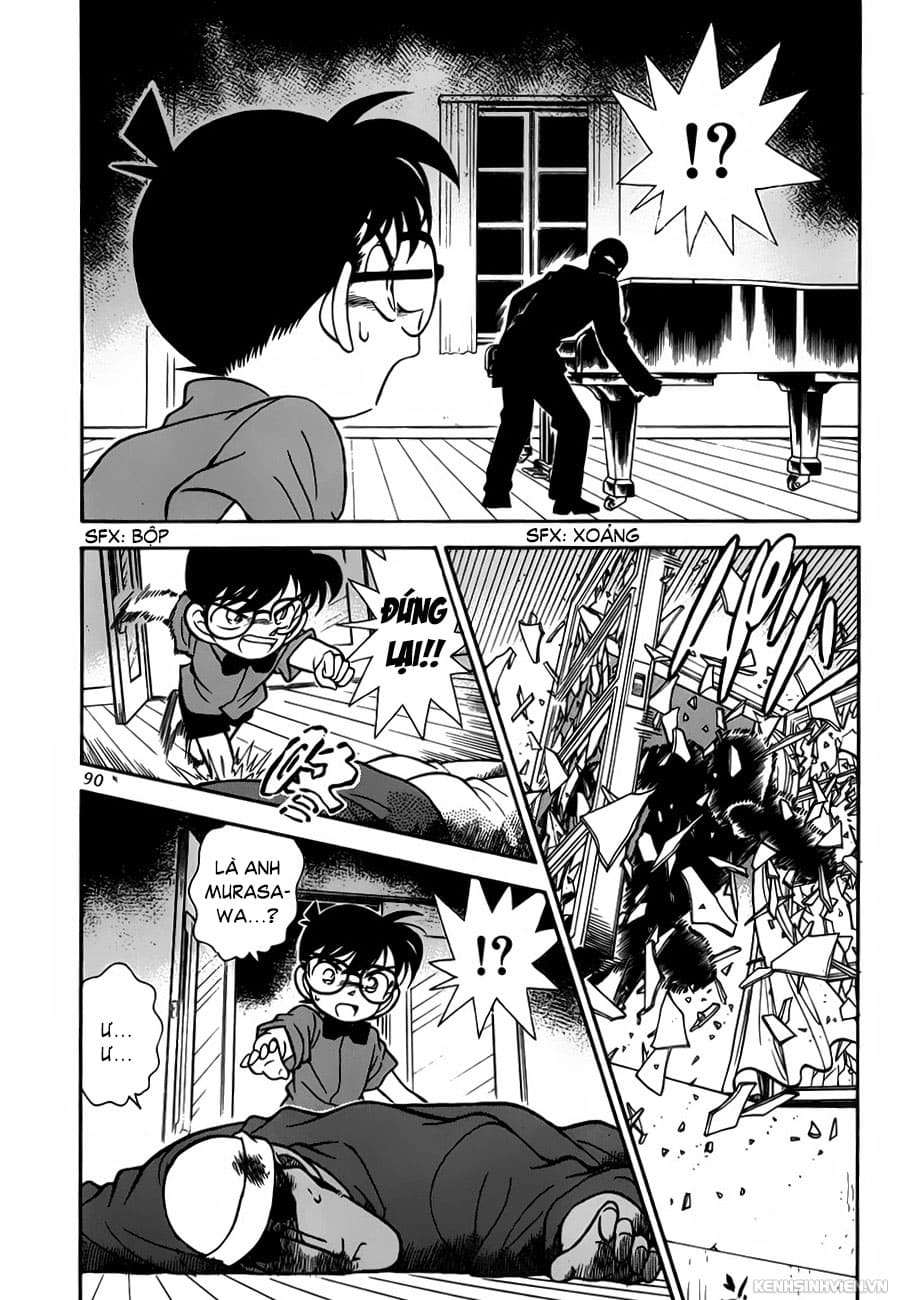 !?
SFX: BỘP
SFX: XOẢNG
ĐỨNG
LẠI!!
90
LÀ ANH
MURASA-
WA...?
!?
Ư...
Ư...
KENHSINHVIEN.VN